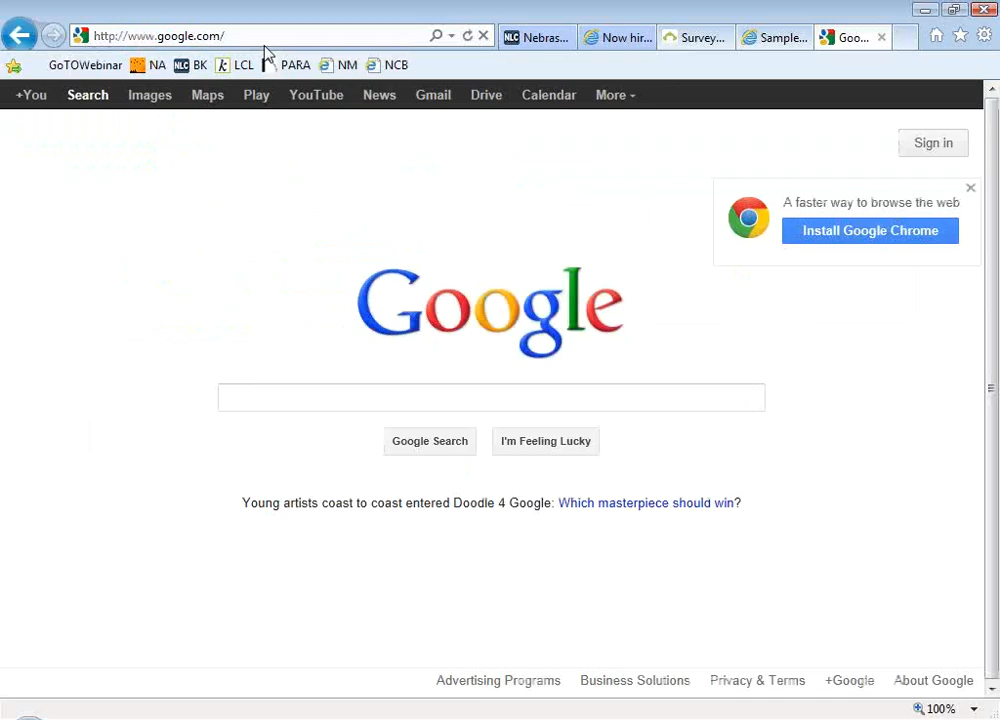 http://www.google.com/
NLC Nebras...
Now hir...
Survey...
Sample...
Goo...
GoTOWebinar NA NLC BK k LCL PARA NM NCB
+You Search Images Maps Play YouTube News Gmail Drive Calendar More
Sign in
A faster way to browse the web
Install Google Chrome
Google
Google Search I'm Feeling Lucky
Young artists coast to coast entered Doodle 4 Google: Which masterpiece should win?
Advertising Programs Business Solutions Privacy & Terms +Google About Google
100%